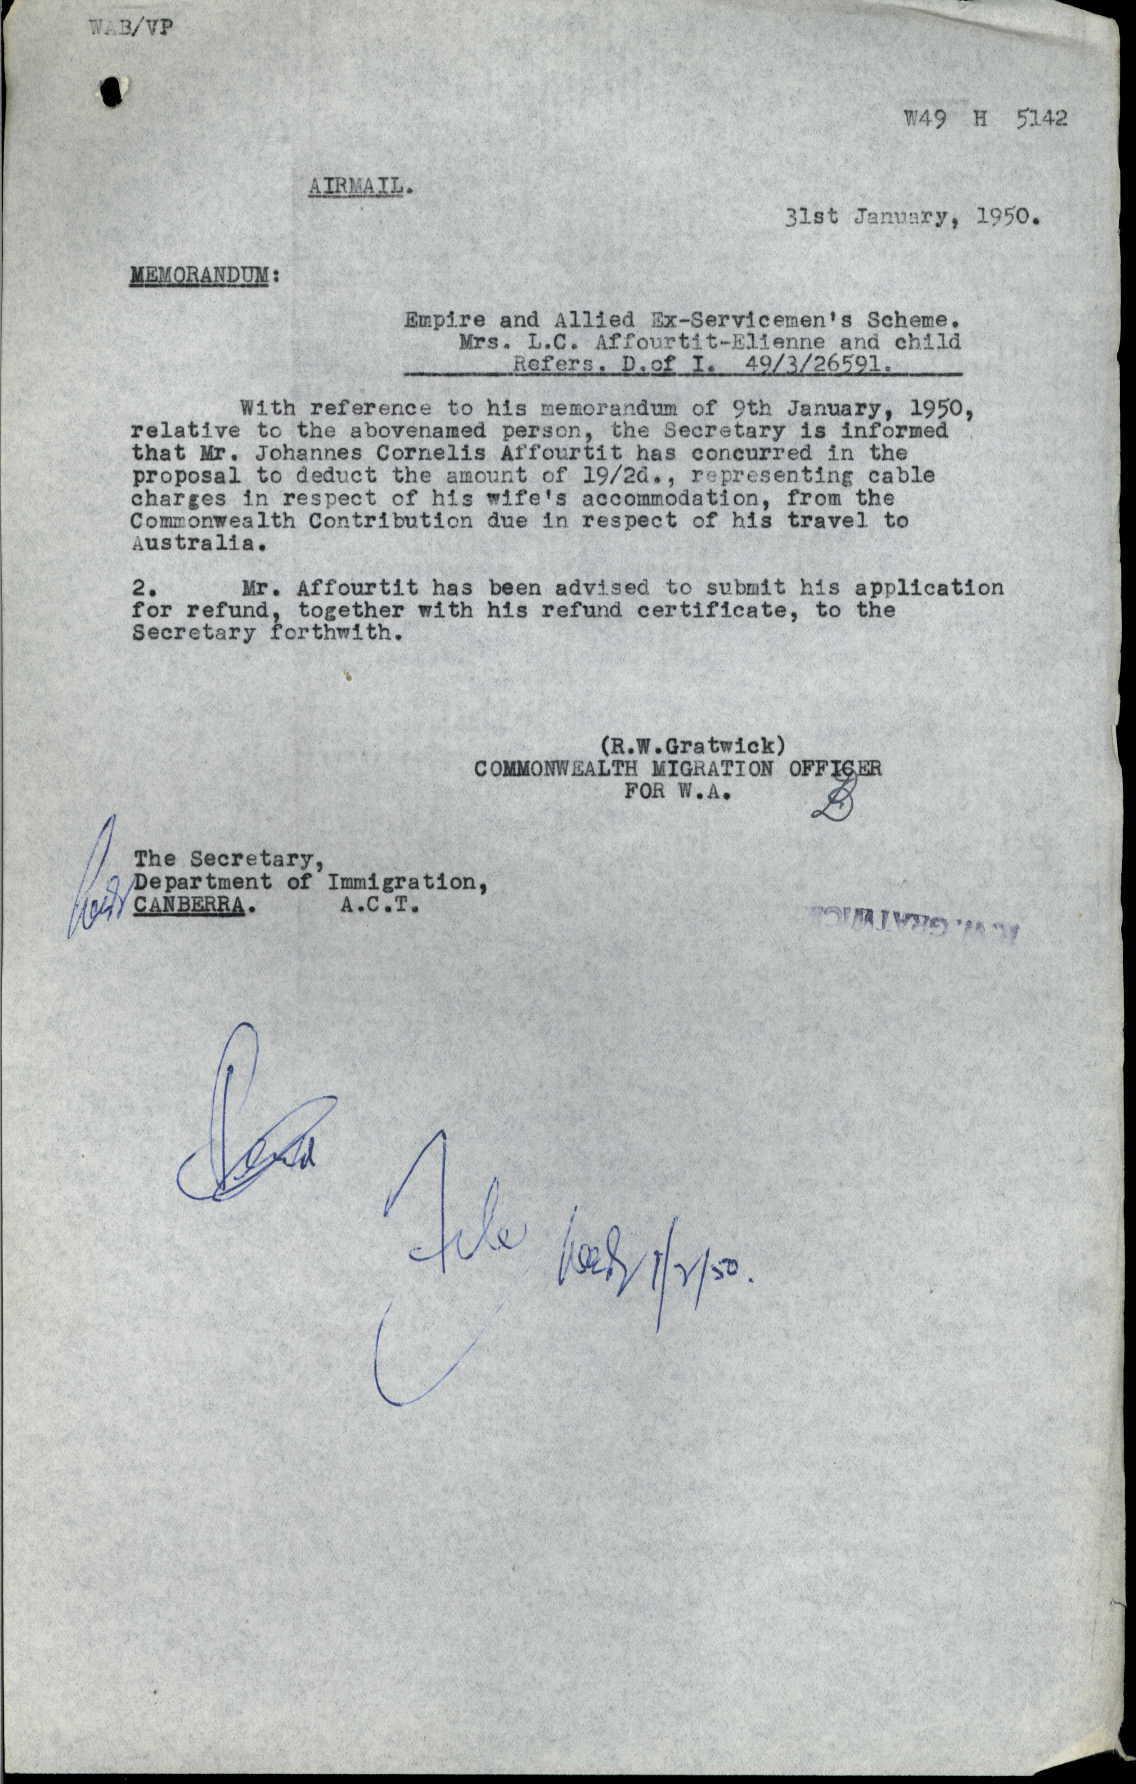 WAB/VP
W49 H 5142
AIRMAIL.
31st January, 1950.
MEMORANDUM:
Empire and Allied Ex-Servicemen's Scheme.
Mrs. L.C. Affourtit-Elienne and child
Refers. D.of I. 49/3/26591.
With reference to his memorandum of 9th January, 1950,
relative to the abovenamed person, the Secretary is informed
that Mr. Johannes Cornelis Affourtit has concurred in the
proposal to deduct the amount of 19/2d., representing cable
charges in respect of his wife's accommodation, from the
Commonwealth Contribution due in respect of his travel to
Australia.
2. Mr. Affourtit has been advised to submit his application
for refund, together with his refund certificate, to the
Secretary forthwith.
(R.W.Gratwick)
COMMONWEALTH MIGRATION OFFICER
FOR W.A.
The Secretary,
Department of Immigration,
CANBERRA. A.C.T.
R.W. GRATWICK
File
1/2/50.